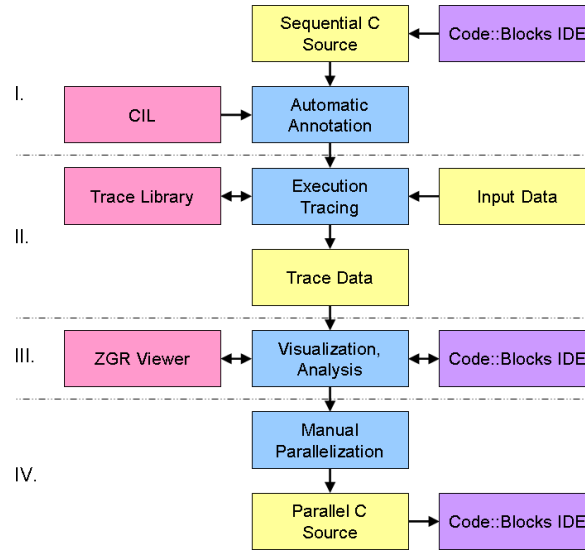 Sequential C
Source
Code::Blocks IDE
I.
CIL
Automatic
Annotation
Trace Library
Execution
Tracing
Input Data
II.
Trace Data
III.
ZGR Viewer
Visualization,
Analysis
Code::Blocks IDE
Manual
Parallelization
IV.
Parallel C
Source
Code::Blocks IDE